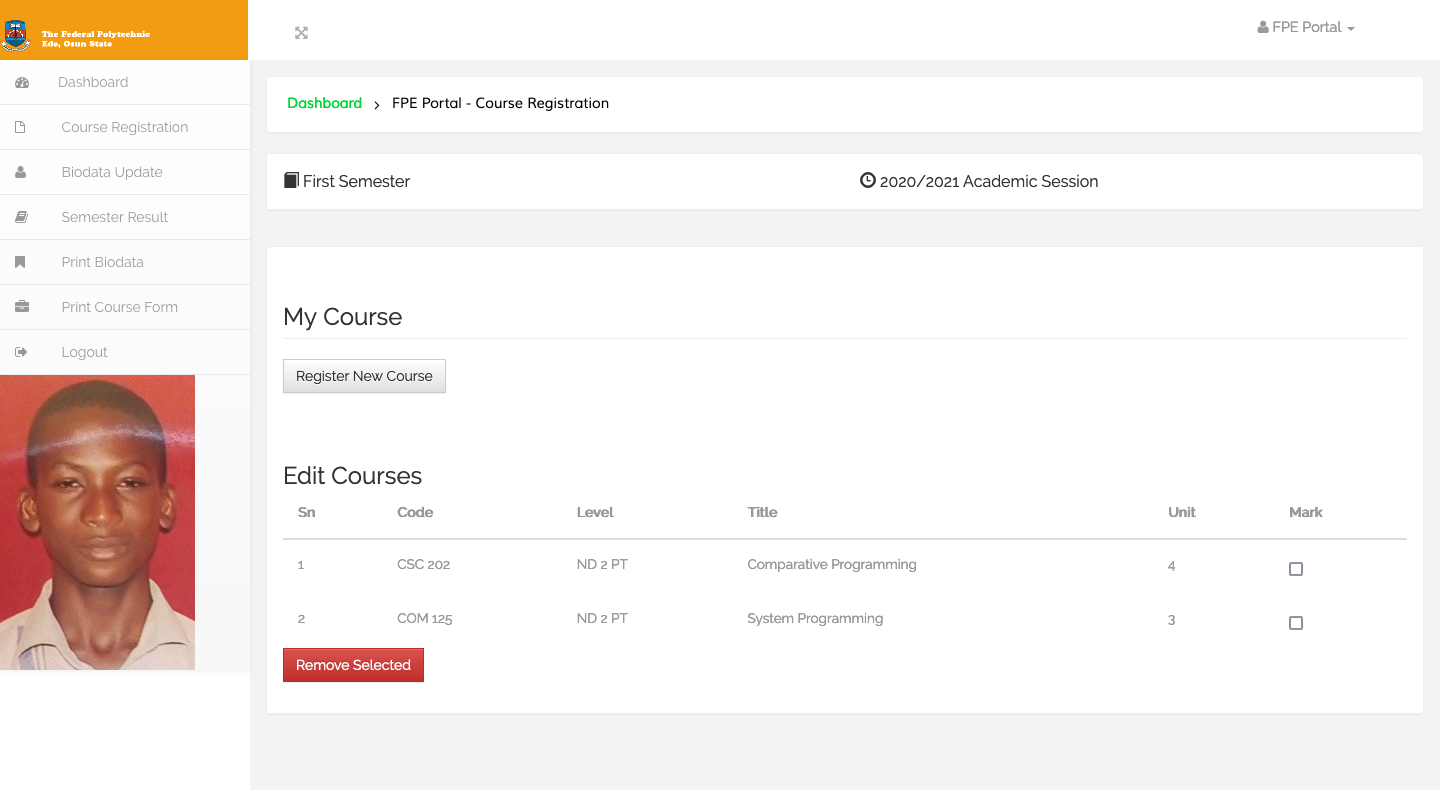 The Federal Polytechnic
Ede, Osun State
FPE Portal
Dashboard
Course Registration
Biodata Update
Semester Result
Print Biodata
Print Course Form
Logout
Dashboard > FPE Portal - Course Registration
First Semester 2020/2021 Academic Session
My Course
Register New Course
Edit Courses
Sn Code Level Title Unit Mark
1 CSC 202 ND 2 PT Comparative Programming 4
2 COM 125 ND 2 PT System Programming 3
Remove Selected